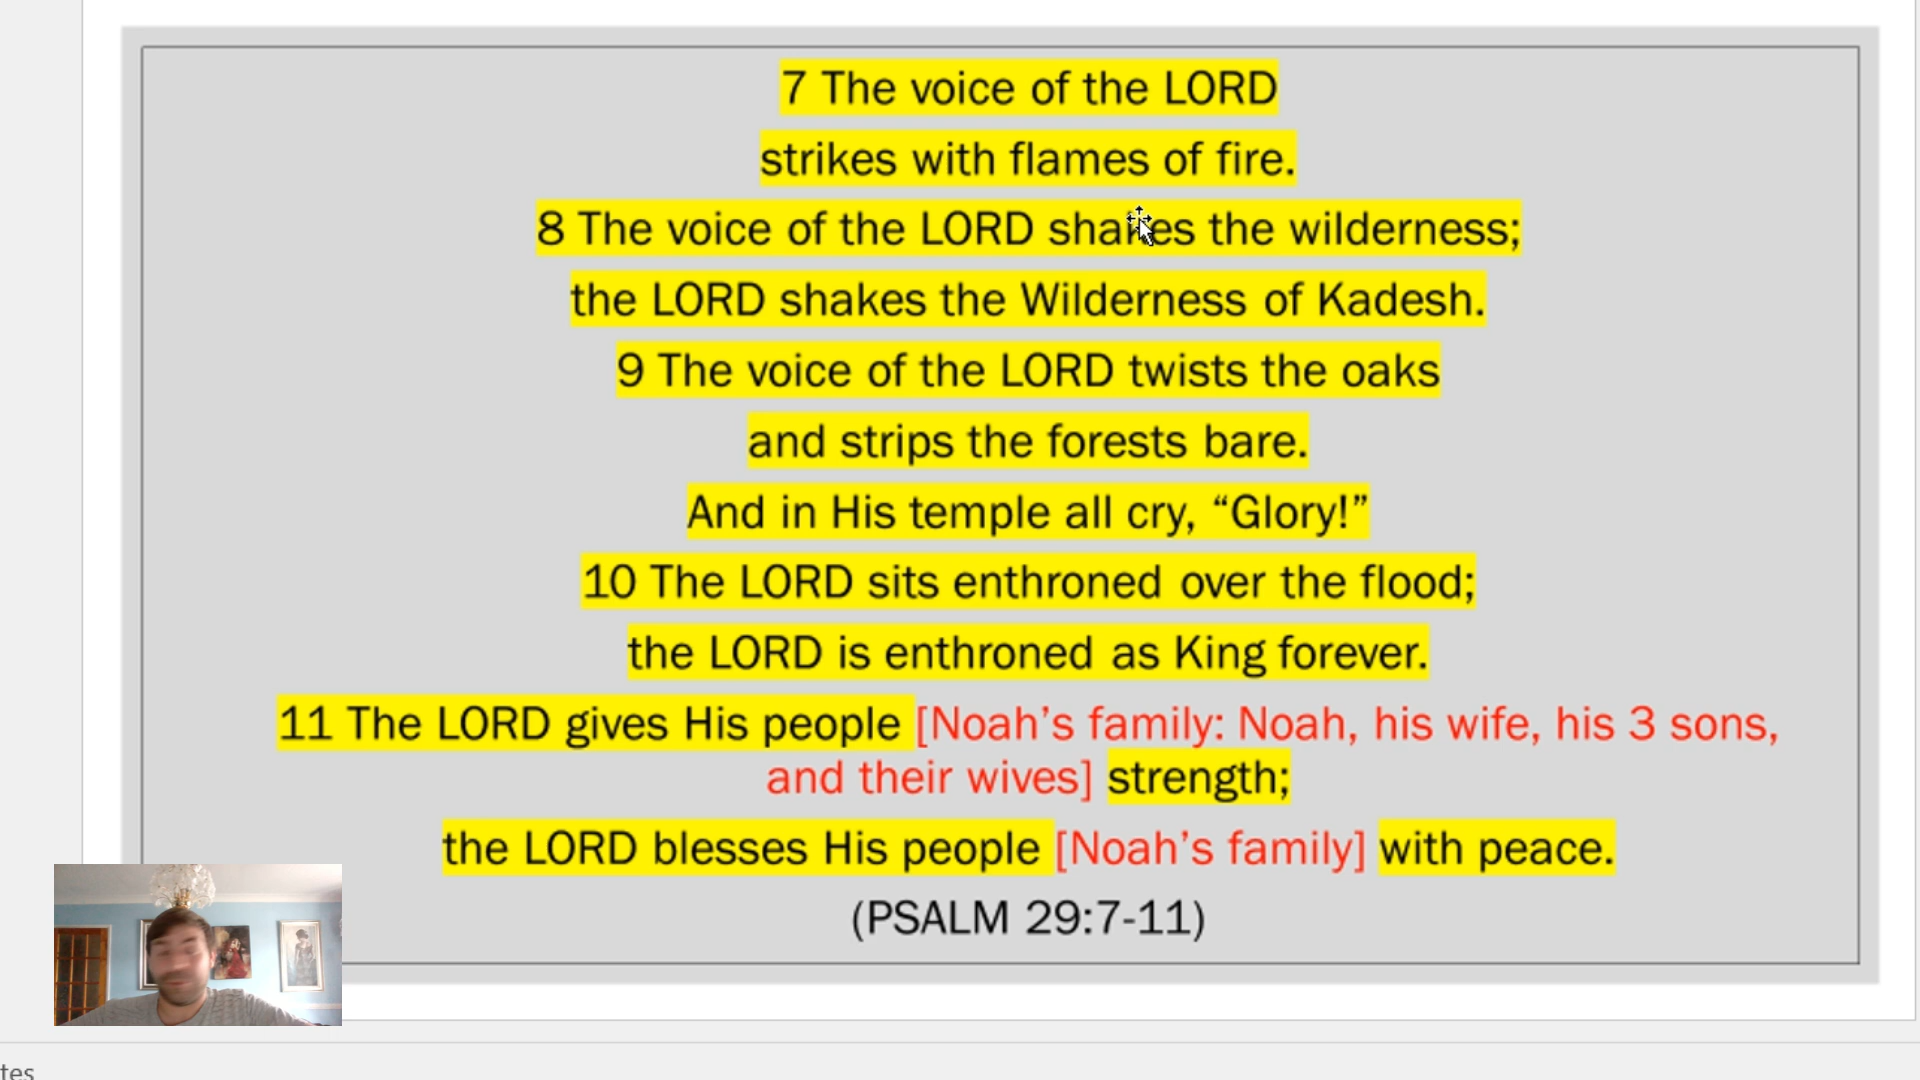 7 The voice of the LORD
strikes with flames of fire.
8 The voice of the LORD shakes the wilderness;
the LORD shakes the Wilderness of Kadesh.
9 The voice of the LORD twists the oaks
and strips the forests bare.
And in His temple all cry, “Glory!”
10 The LORD sits enthroned over the flood;
the LORD is enthroned as King forever.
11 The LORD gives His people [Noah’s family: Noah, his wife, his 3 sons,
and their wives] strength;
the LORD blesses His people [Noah’s family] with peace.
(PSALM 29:7-11)
tes